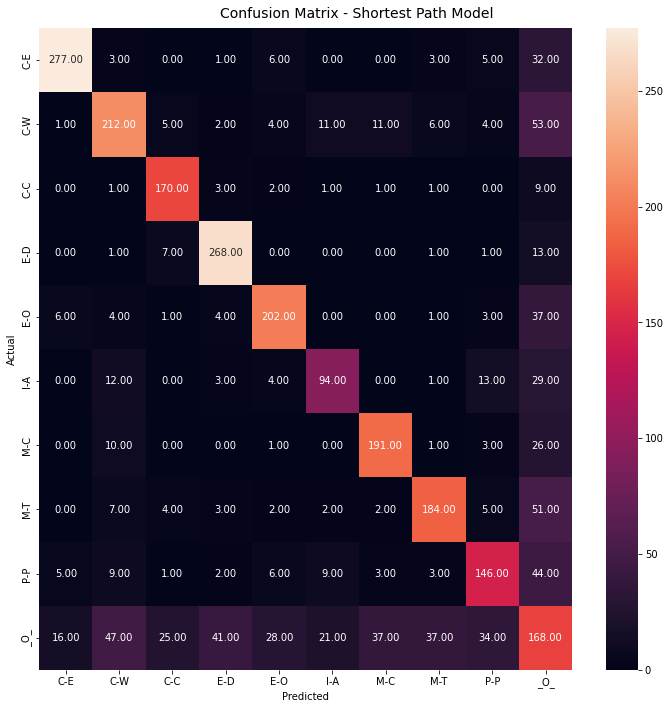 Confusion Matrix - Shortest Path Model
C-E 277.00 3.00 0.00 1.00 6.00 0.00 0.00 3.00 5.00 32.00
C-W 1.00 212.00 5.00 2.00 4.00 11.00 11.00 6.00 4.00 53.00
C-C 0.00 1.00 170.00 3.00 2.00 1.00 1.00 1.00 0.00 9.00
E-D 0.00 1.00 7.00 268.00 0.00 0.00 0.00 1.00 1.00 13.00
E-O 6.00 4.00 1.00 4.00 202.00 0.00 0.00 1.00 3.00 37.00
I-A 0.00 12.00 0.00 3.00 4.00 94.00 0.00 1.00 13.00 29.00
M-C 0.00 10.00 0.00 0.00 1.00 0.00 191.00 1.00 3.00 26.00
M-T 0.00 7.00 4.00 3.00 2.00 2.00 2.00 184.00 5.00 51.00
P-P 5.00 9.00 1.00 2.00 6.00 9.00 3.00 3.00 146.00 44.00
_O_ 16.00 47.00 25.00 41.00 28.00 21.00 37.00 37.00 34.00 168.00
C-E C-W C-C E-D E-O I-A M-C M-T P-P _O_
Predicted
Actual
250
200
150
100
50
0